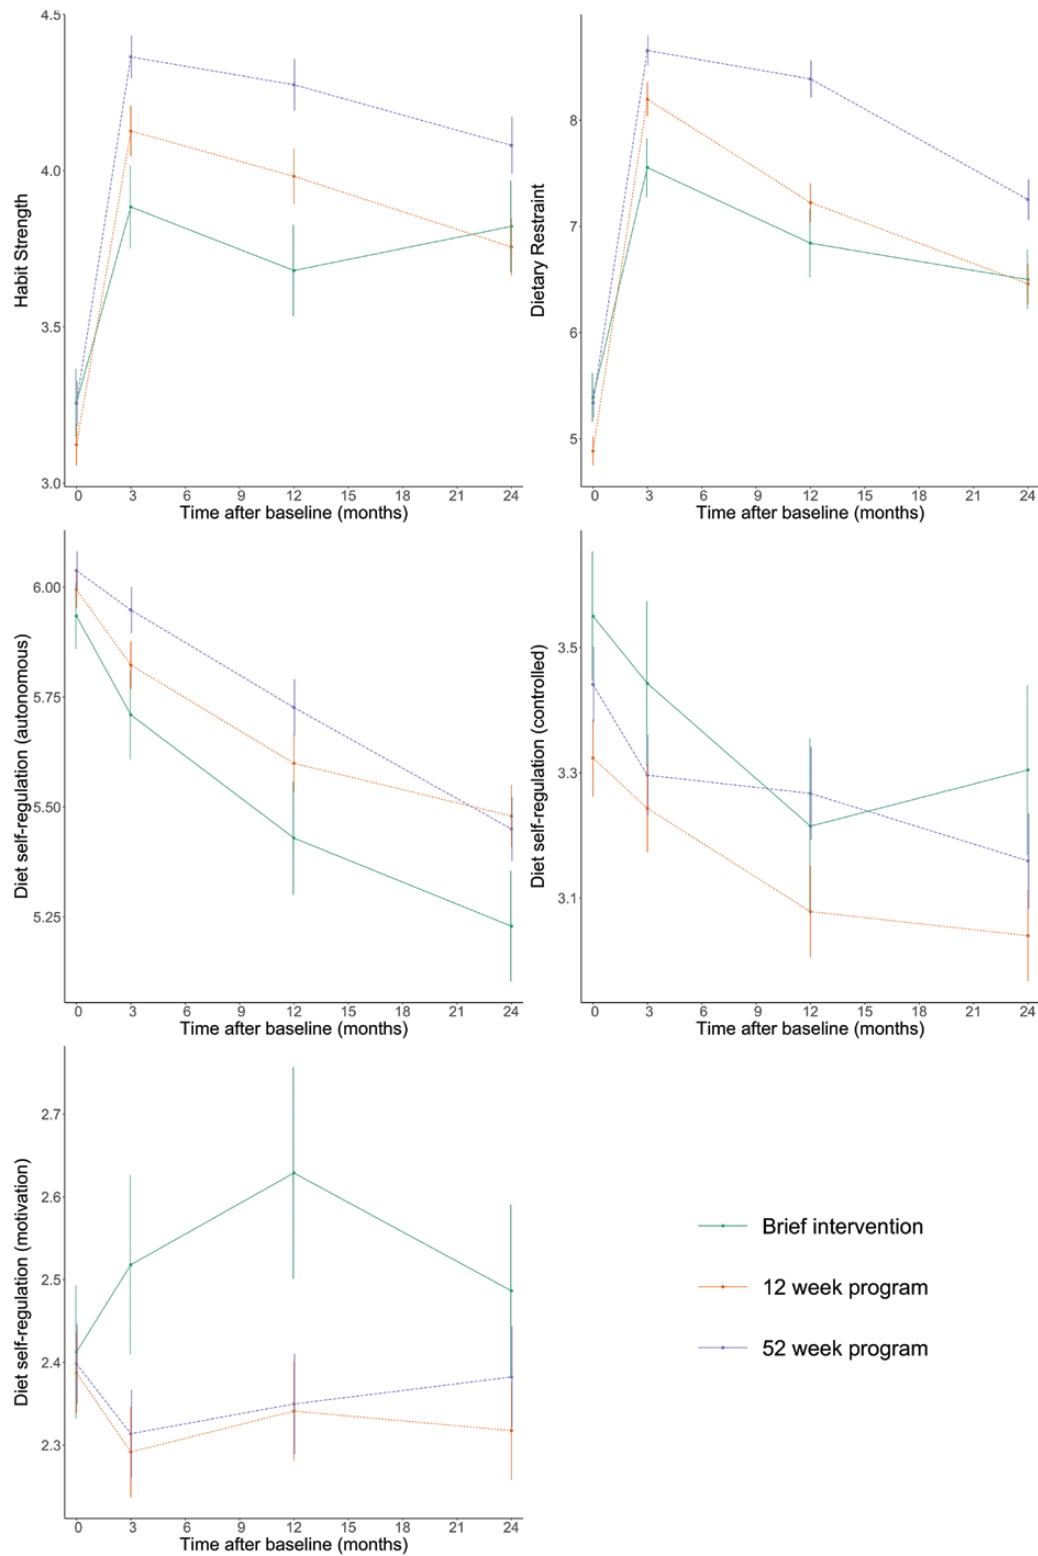 Habit Strength
4.5
4.0
3.5
3.0
0 3 6 9 12 15 18 21 24
Time after baseline (months)
Dietary Restraint
8
7
6
5
0 3 6 9 12 15 18 21 24
Time after baseline (months)
Diet self-regulation (autonomous)
6.00
5.75
5.50
5.25
0 3 6 9 12 15 18 21 24
Time after baseline (months)
Diet self-regulation (controlled)
3.5
3.3
3.1
0 3 6 9 12 15 18 21 24
Time after baseline (months)
Diet self-regulation (motivation)
2.7
2.6
2.5
2.4
2.3
0 3 6 9 12 15 18 21 24
Time after baseline (months)
Brief intervention
12 week program
52 week program